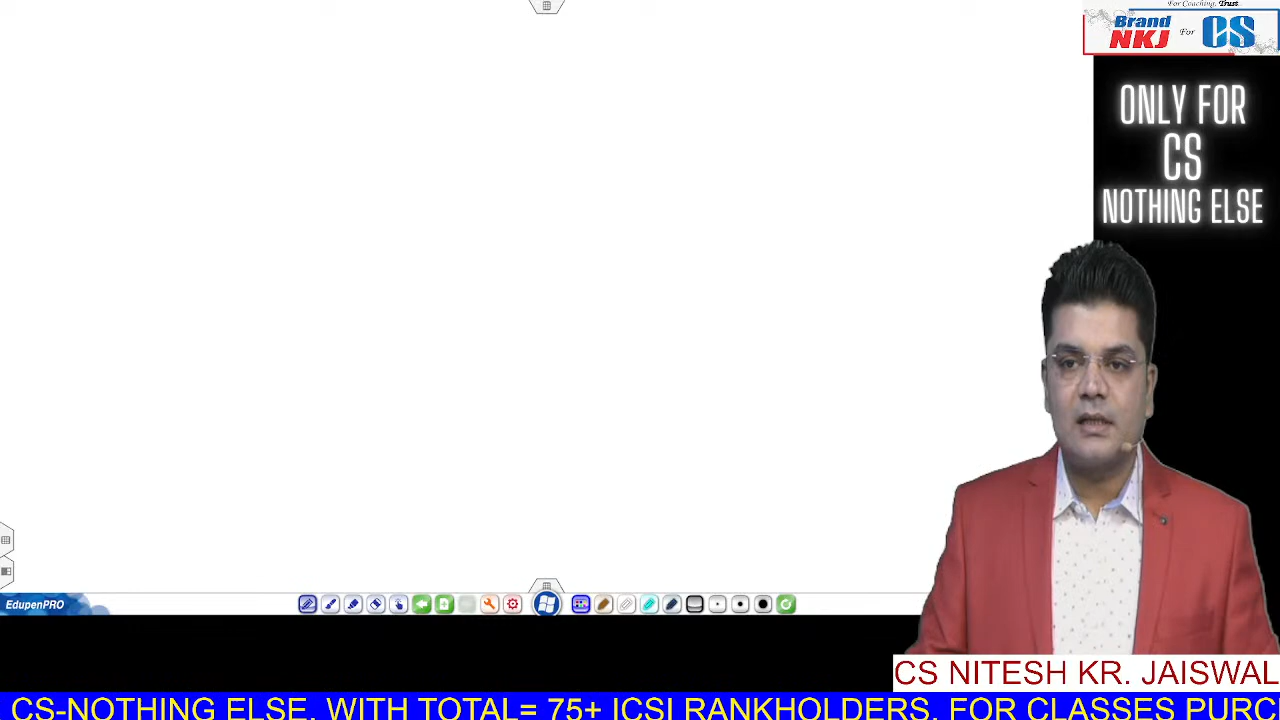 For Coaching, Trust
Brand
NKJ For CS
ONLY FOR
CS
NOTHING ELSE
EdupenPRO
CS NITESH KR. JAISWAL
CS-NOTHING ELSE. WITH TOTAL= 75+ ICSI RANKHOLDERS. FOR CLASSES PURC